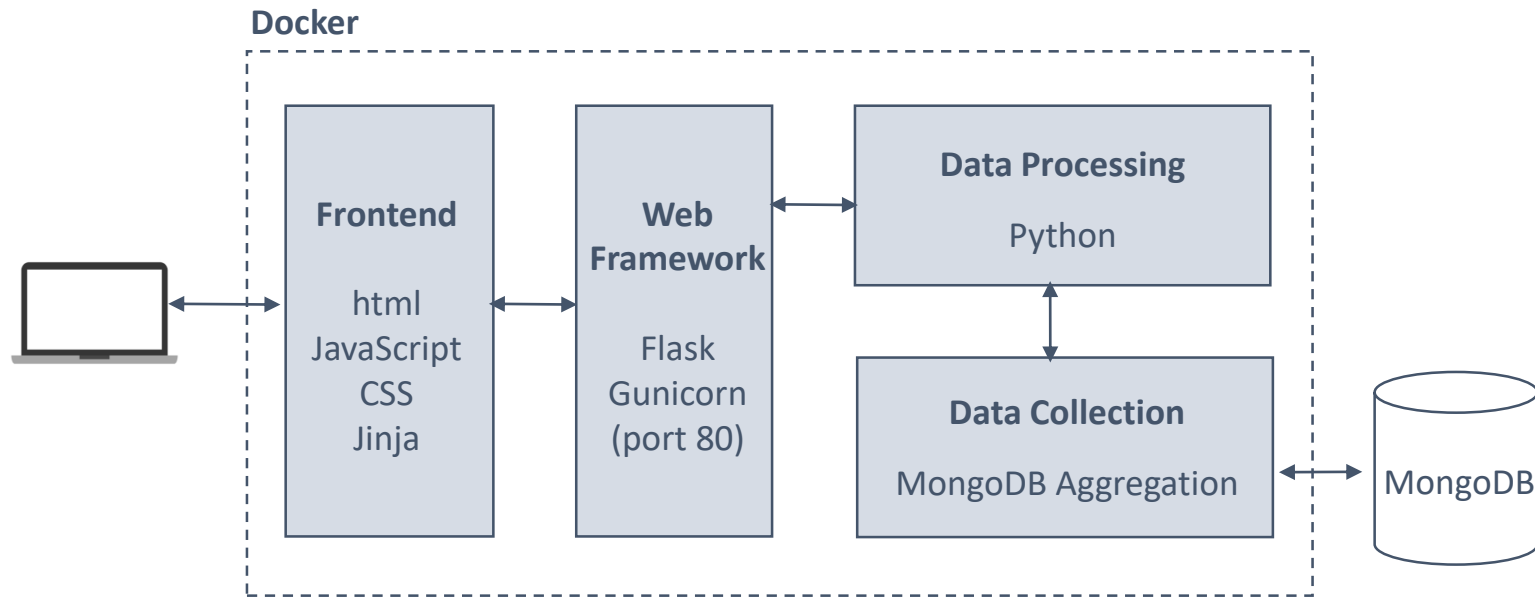 Docker
Frontend
html
JavaScript
CSS
Jinja
Web
Framework
Flask
Gunicorn
(port 80)
Data Processing
Python
Data Collection
MongoDB Aggregation
MongoDB